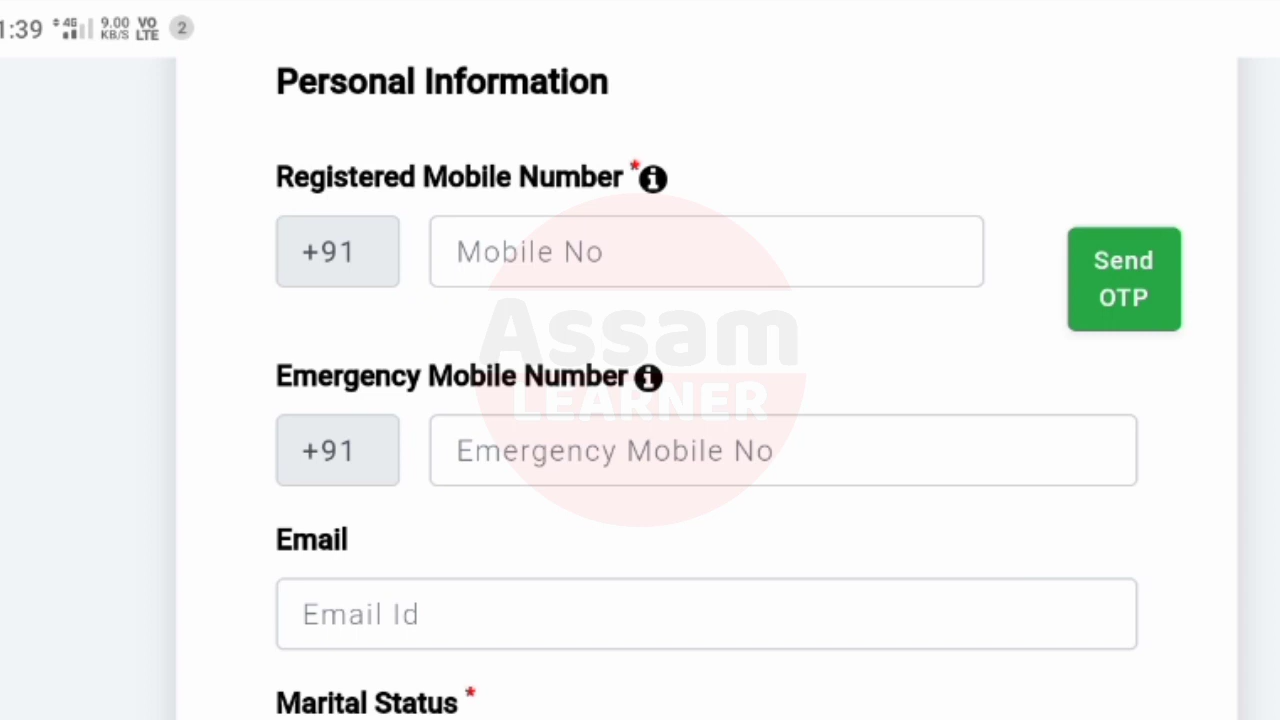 1:39 4G 9.00 KB/S VO LTE 2
Personal Information
Registered Mobile Number *
+91 Mobile No
Send
OTP
Assam
LEARNER
Emergency Mobile Number
+91 Emergency Mobile No
Email
Email Id
Marital Status *